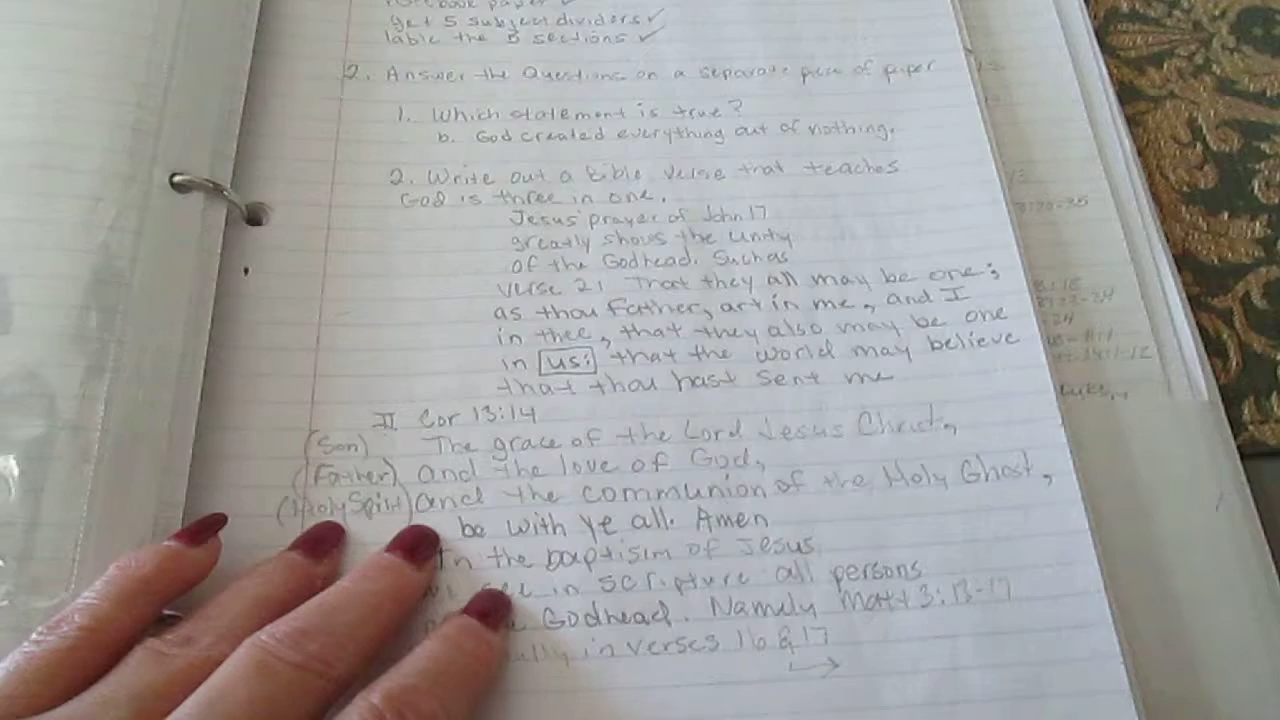 get 5 subject dividers ✓
lable the 5 sections ✓
2. Answer the Questions on a separate piece of paper
1. Which statement is true?
b. God created everything out of nothing.
2. Write out a Bible verse that teaches
God is three in one.
Jesus' prayer of John 17
greatly shows the unity
of the Godhead. Such as
verse 21 That they all may be one;
as thou Father, art in me, and I
in thee, that they also may be one
in us: that the world may believe
that thou hast sent me
II Cor 13:14
(Son) The grace of the Lord Jesus Christ,
(Father) and the love of God,
(Holy Spirit) and the communion of the Holy Ghost,
be with ye all. Amen
In the baptism of Jesus
in scripture all persons
Godhead. Namely Matt 3:13-17
in verses 16 & 17